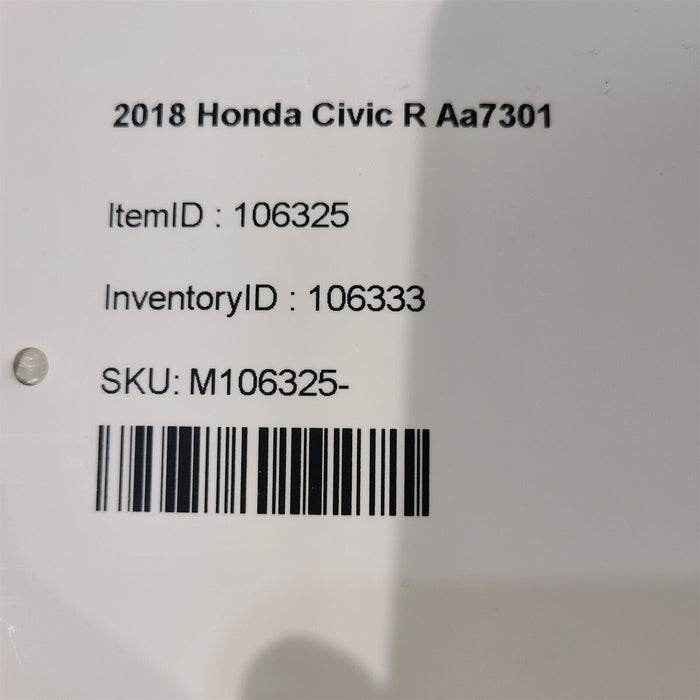 2018 Honda Civic R Aa7301
ItemID : 106325
InventoryID : 106333
SKU: M106325-